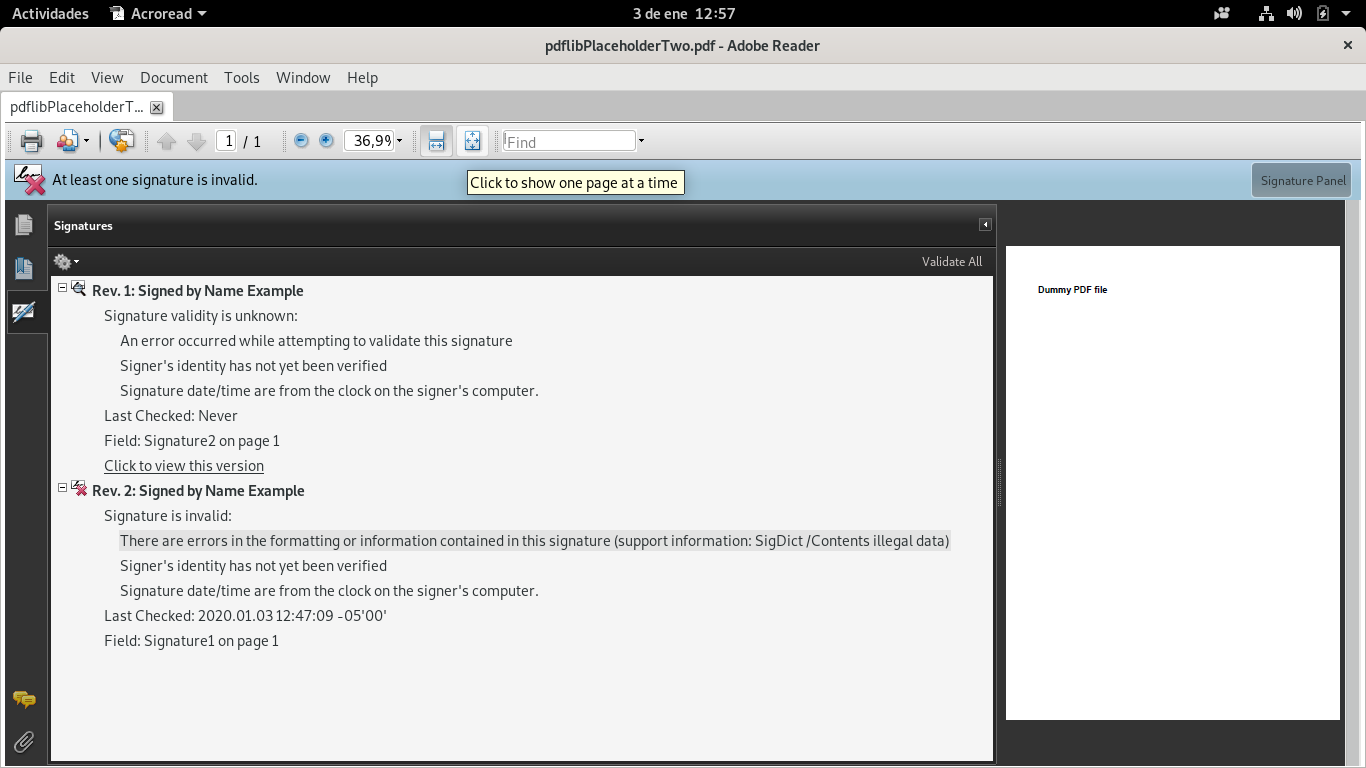 Actividades Acroread 3 de ene 12:57
pdflibPlaceholderTwo.pdf - Adobe Reader
File Edit View Document Tools Window Help
pdflibPlaceholderT...
1 / 1 36,9% Find
At least one signature is invalid. Signature Panel
Click to show one page at a time
Signatures
Validate All
Rev. 1: Signed by Name Example
Signature validity is unknown:
An error occurred while attempting to validate this signature
Signer's identity has not yet been verified
Signature date/time are from the clock on the signer's computer.
Last Checked: Never
Field: Signature2 on page 1
Click to view this version
Rev. 2: Signed by Name Example
Signature is invalid:
There are errors in the formatting or information contained in this signature (support information: SigDict /Contents illegal data)
Signer's identity has not yet been verified
Signature date/time are from the clock on the signer's computer.
Last Checked: 2020.01.03 12:47:09 -05'00'
Field: Signature1 on page 1
Dummy PDF file